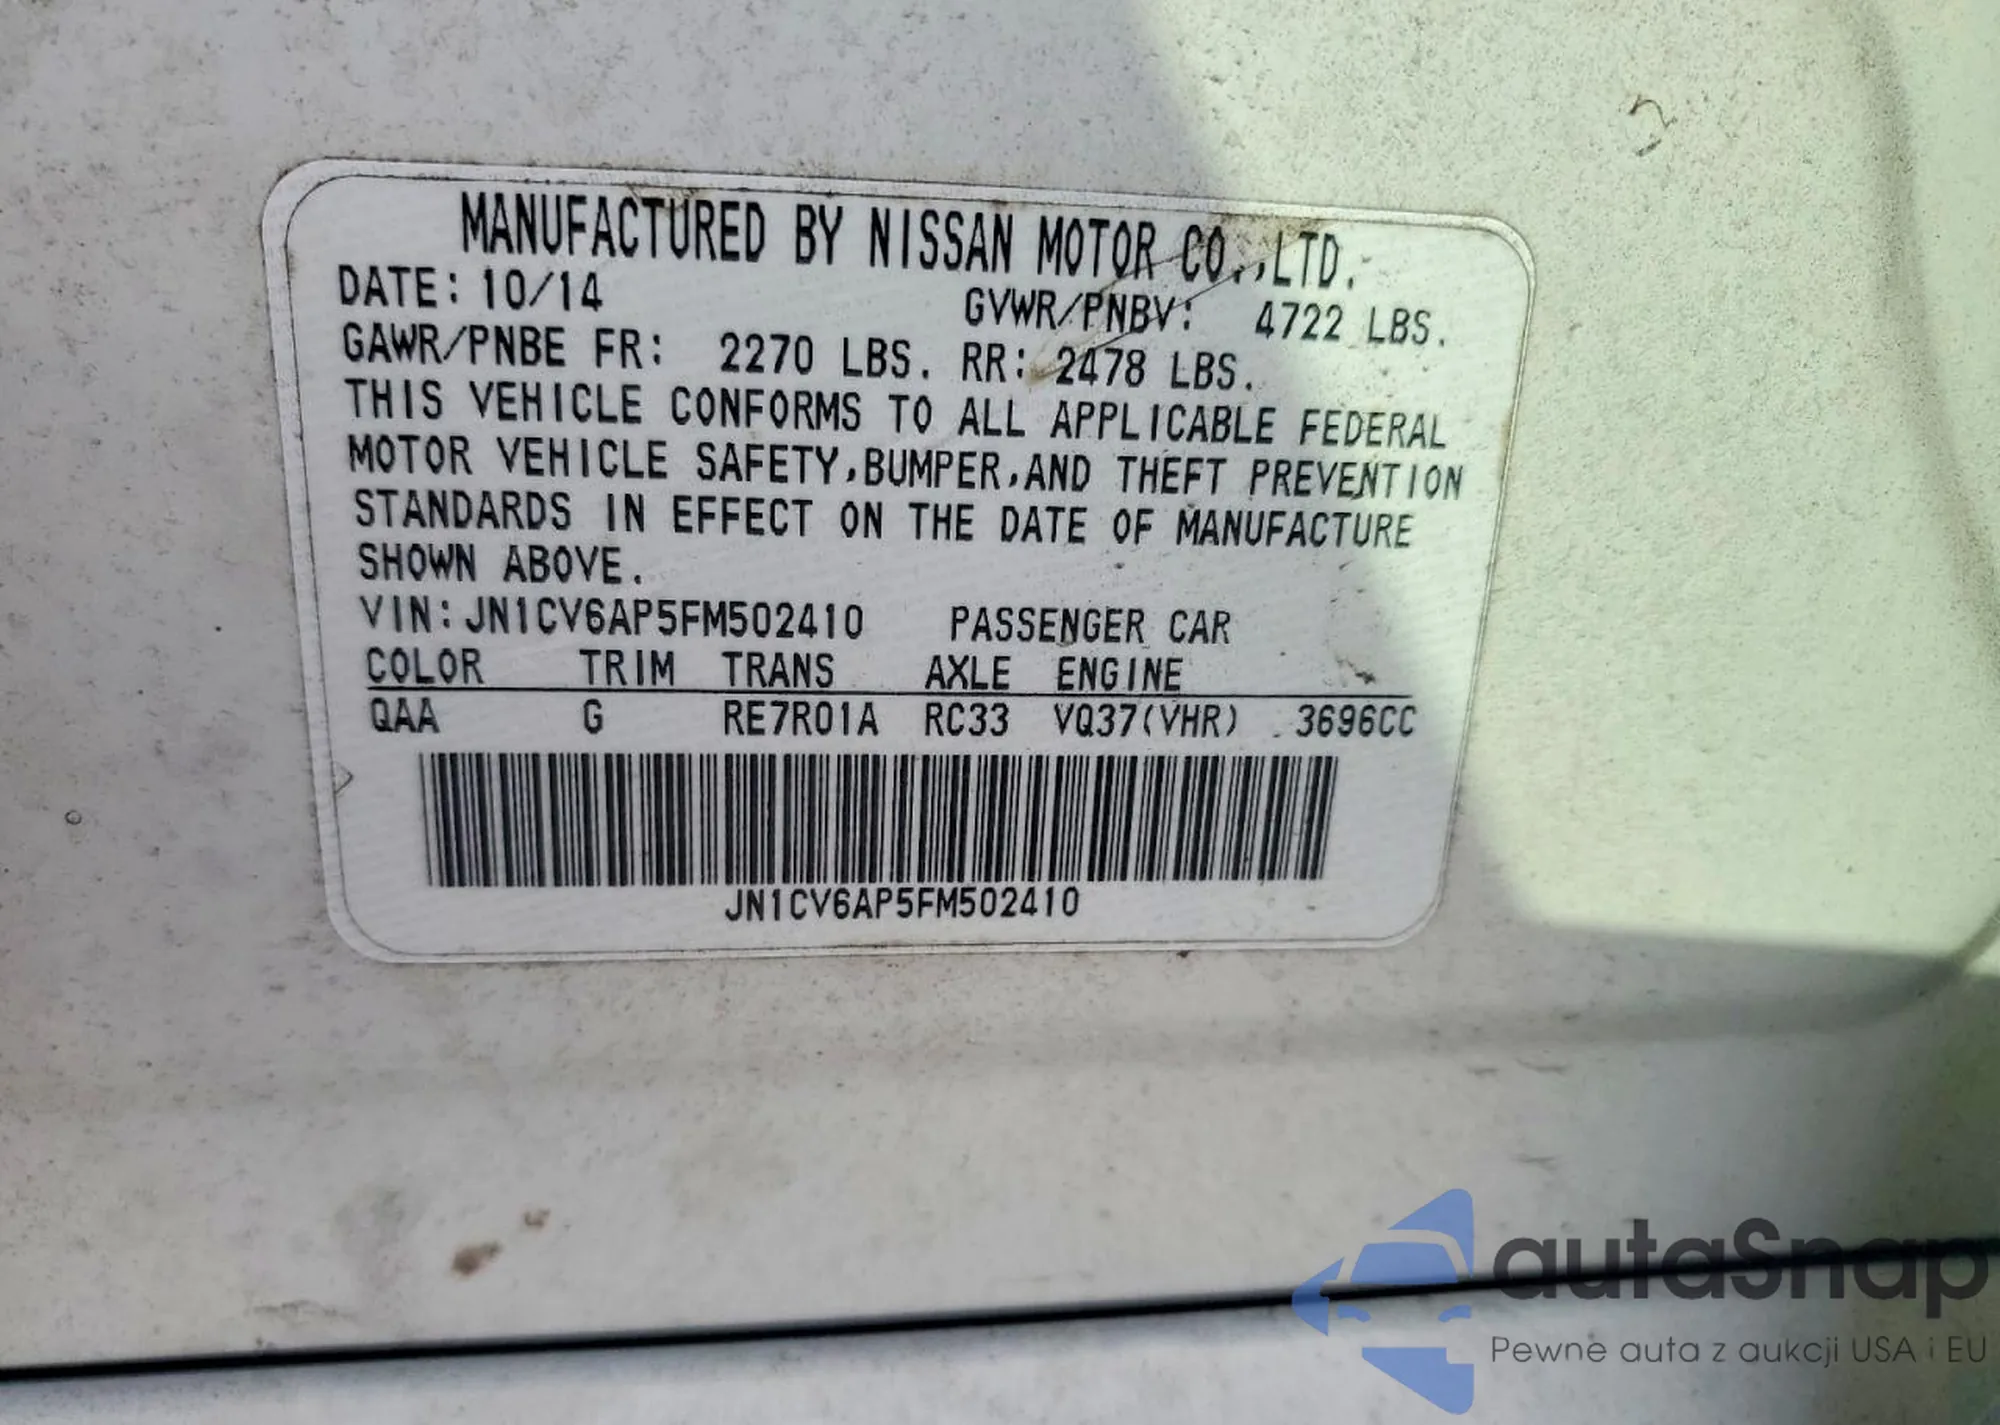 MANUFACTURED BY NISSAN MOTOR CO.,LTD.
DATE: 10/14 GVWR/PNBV: 4722 LBS.
GAWR/PNBE FR: 2270 LBS. RR: 2478 LBS.
THIS VEHICLE CONFORMS TO ALL APPLICABLE FEDERAL
MOTOR VEHICLE SAFETY,BUMPER,AND THEFT PREVENTION
STANDARDS IN EFFECT ON THE DATE OF MANUFACTURE
SHOWN ABOVE.
VIN:JN1CV6AP5FM502410 PASSENGER CAR
COLOR TRIM TRANS AXLE ENGINE
QAA G RE7R01A RC33 VQ37(VHR) 3696CC
JN1CV6AP5FM502410
autaSnap
Pewne auta z aukcji USA i EU